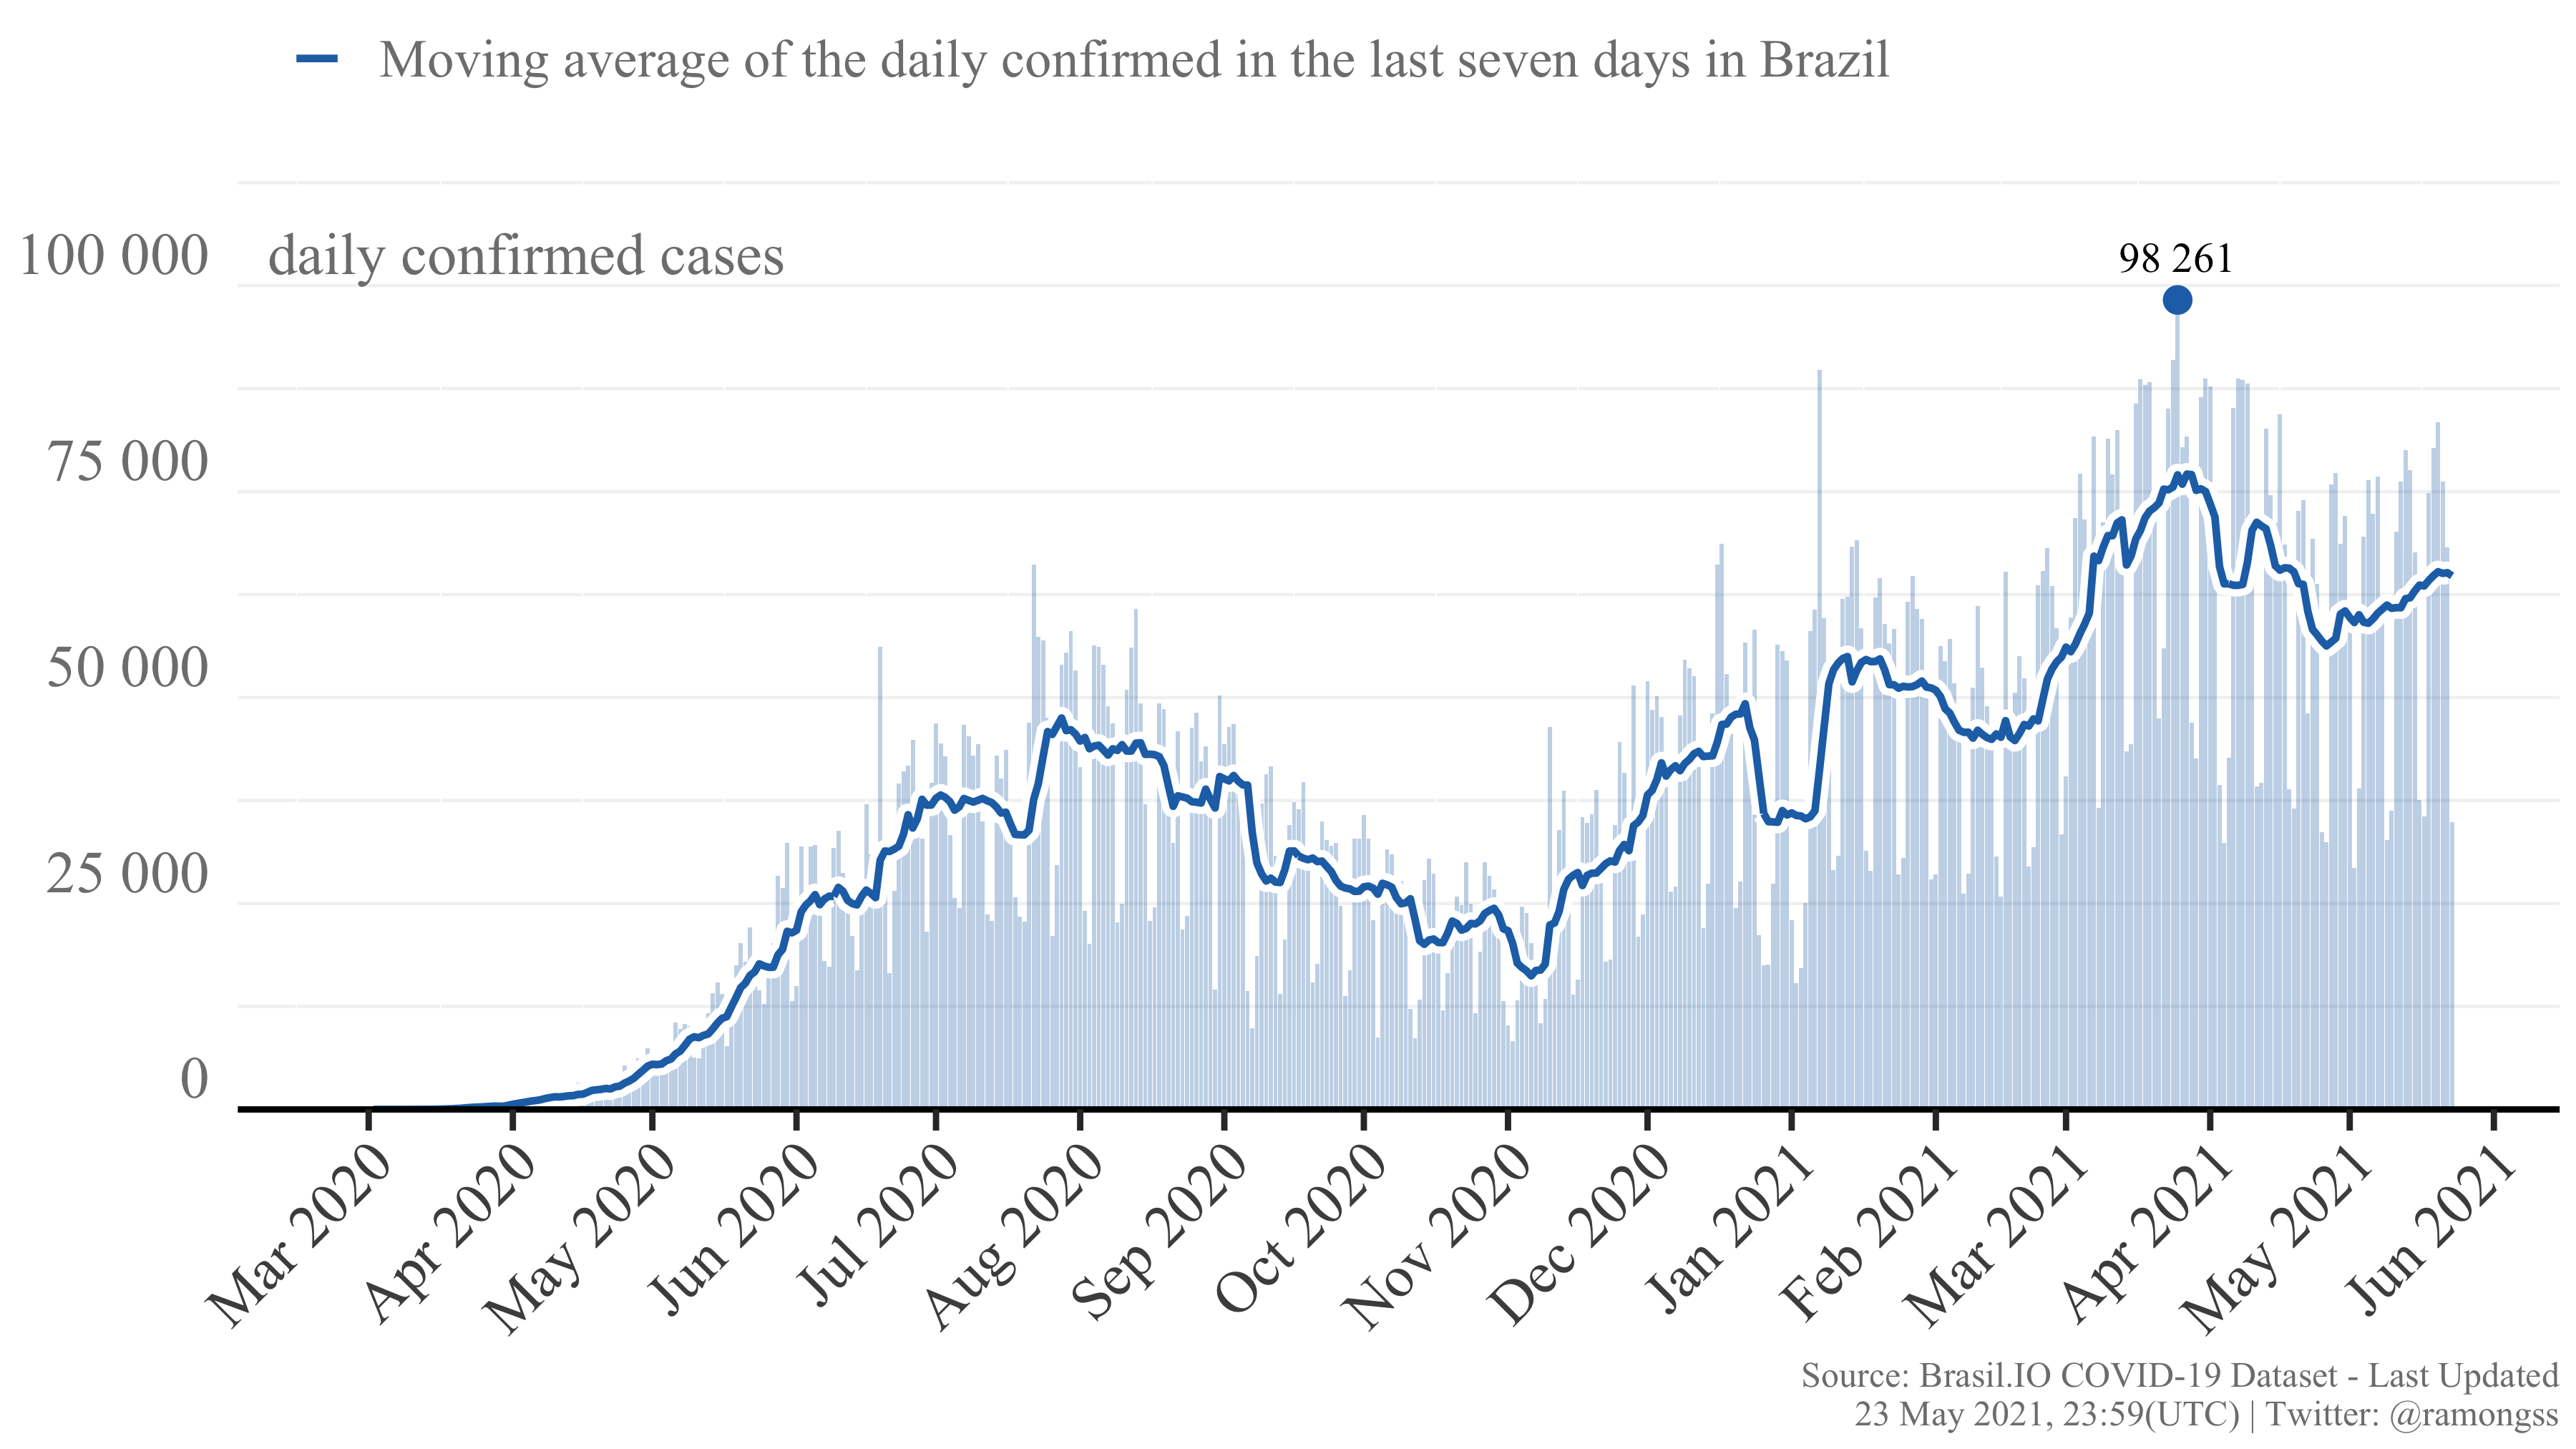 Moving average of the daily confirmed in the last seven days in Brazil
100 000
daily confirmed cases
98 261
75 000
50 000
25 000
0
Mar 2020
Apr 2020
May 2020
Jun 2020
Jul 2020
Aug 2020
Sep 2020
Oct 2020
Nov 2020
Dec 2020
Jan 2021
Feb 2021
Mar 2021
Apr 2021
May 2021
Jun 2021
Source: Brasil.IO COVID-19 Dataset - Last Updated
23 May 2021, 23:59(UTC) | Twitter: @ramongss